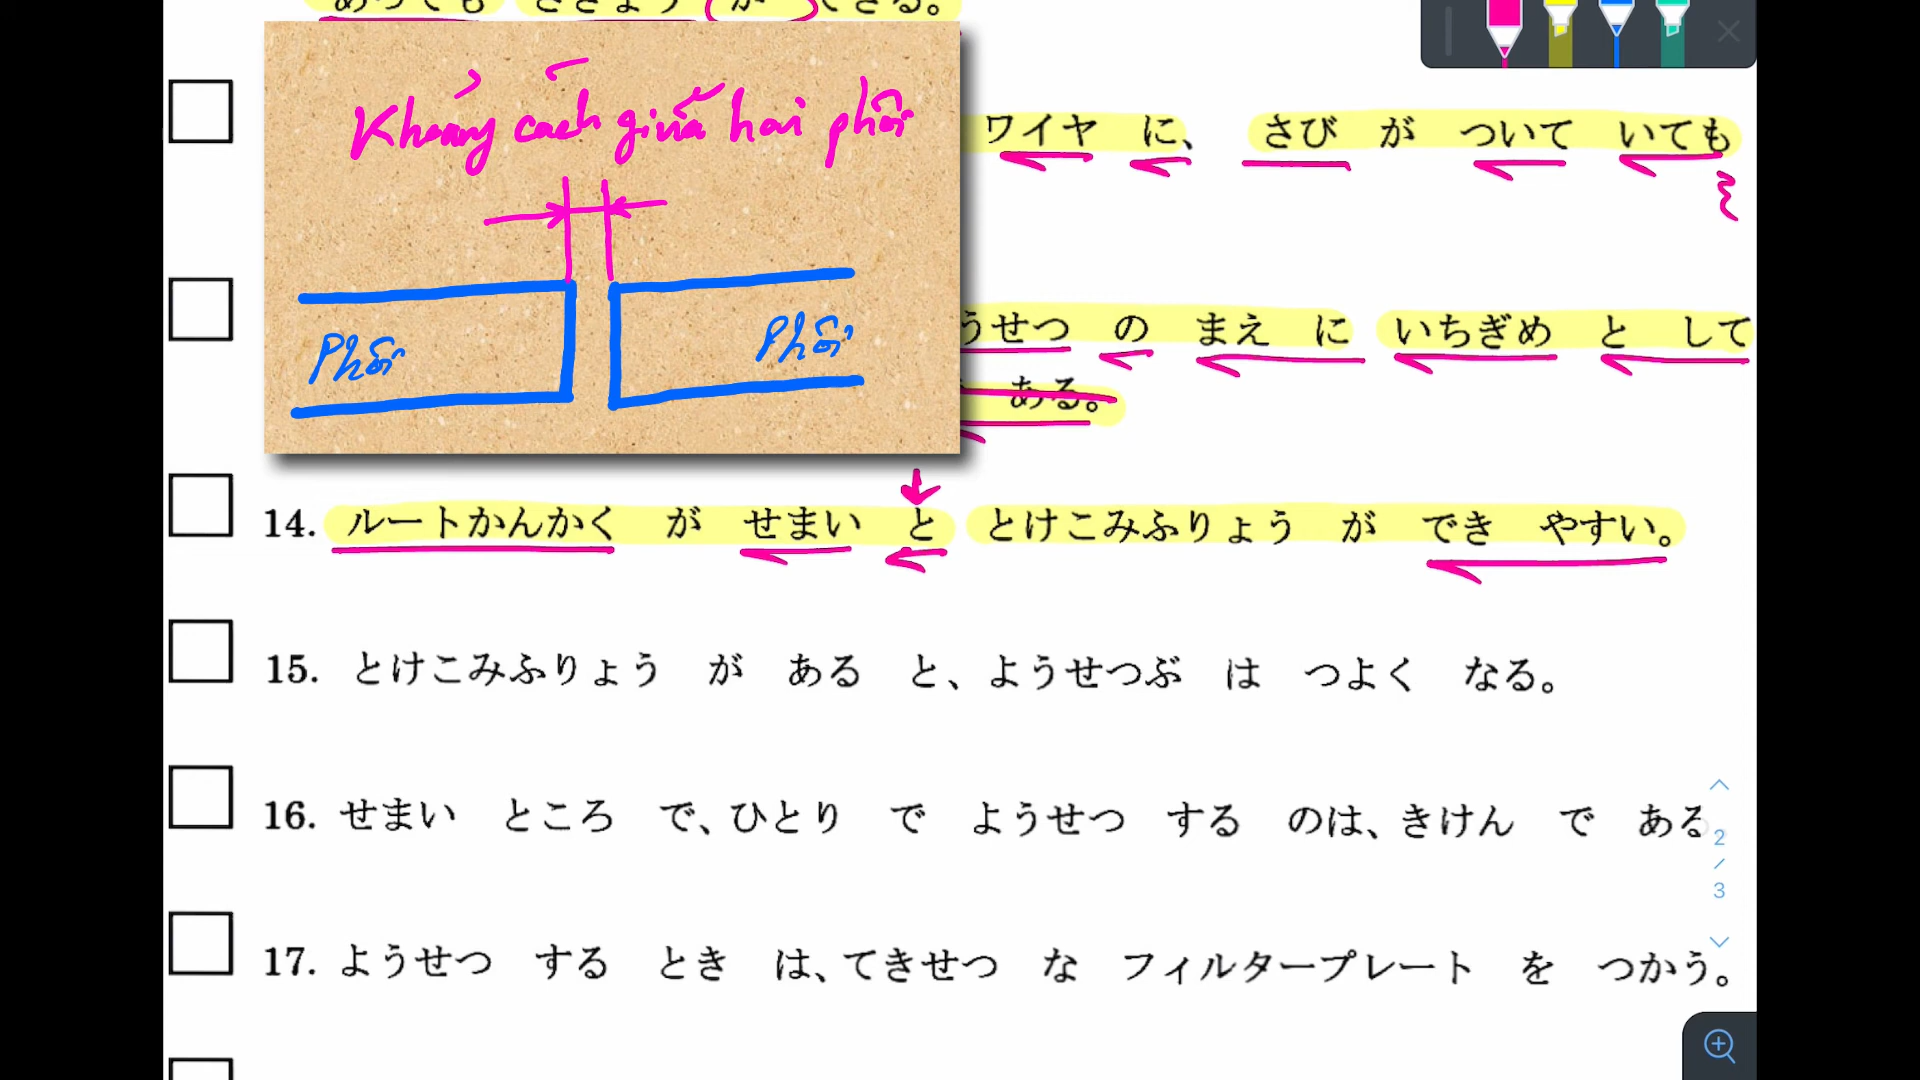 できる。
Khoảng cách giữa hai phôi
Phôi
Phôi
ワイヤ に、 さび が ついて いても
うせつ の まえ に いちぎめ と して
ある。
14. ルートかんかく が せまい と とけこみふりょう が でき やすい。
15. とけこみふりょう が ある と、ようせつぶ は つよく なる。
16. せまい ところ で、ひとり で ようせつ する のは、きけん で ある
17. ようせつ する とき は、てきせつ な フィルタープレート を つかう。
2
/
3